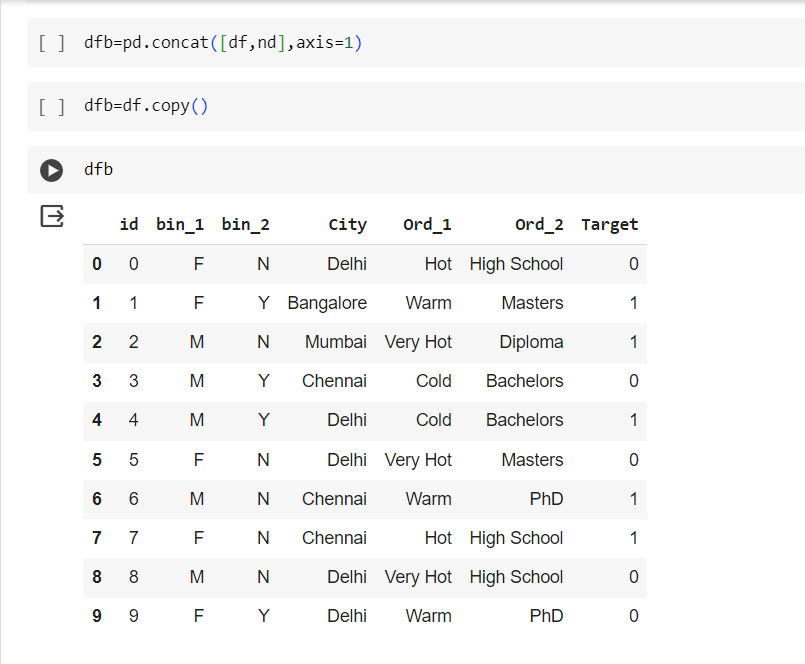 [ ] dfb=pd.concat([df,nd],axis=1)
[ ] dfb=df.copy()
dfb
id bin_1 bin_2 City Ord_1 Ord_2 Target
0 0 F N Delhi Hot High School 0
1 1 F Y Bangalore Warm Masters 1
2 2 M N Mumbai Very Hot Diploma 1
3 3 M Y Chennai Cold Bachelors 0
4 4 M Y Delhi Cold Bachelors 1
5 5 F N Delhi Very Hot Masters 0
6 6 M N Chennai Warm PhD 1
7 7 F N Chennai Hot High School 1
8 8 M N Delhi Very Hot High School 0
9 9 F Y Delhi Warm PhD 0